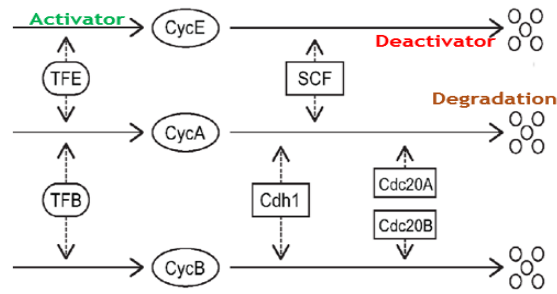 Activator
CycE
Deactivator
TFE
SCF
Degradation
CycA
TFB
Cdh1
Cdc20A
Cdc20B
CycB